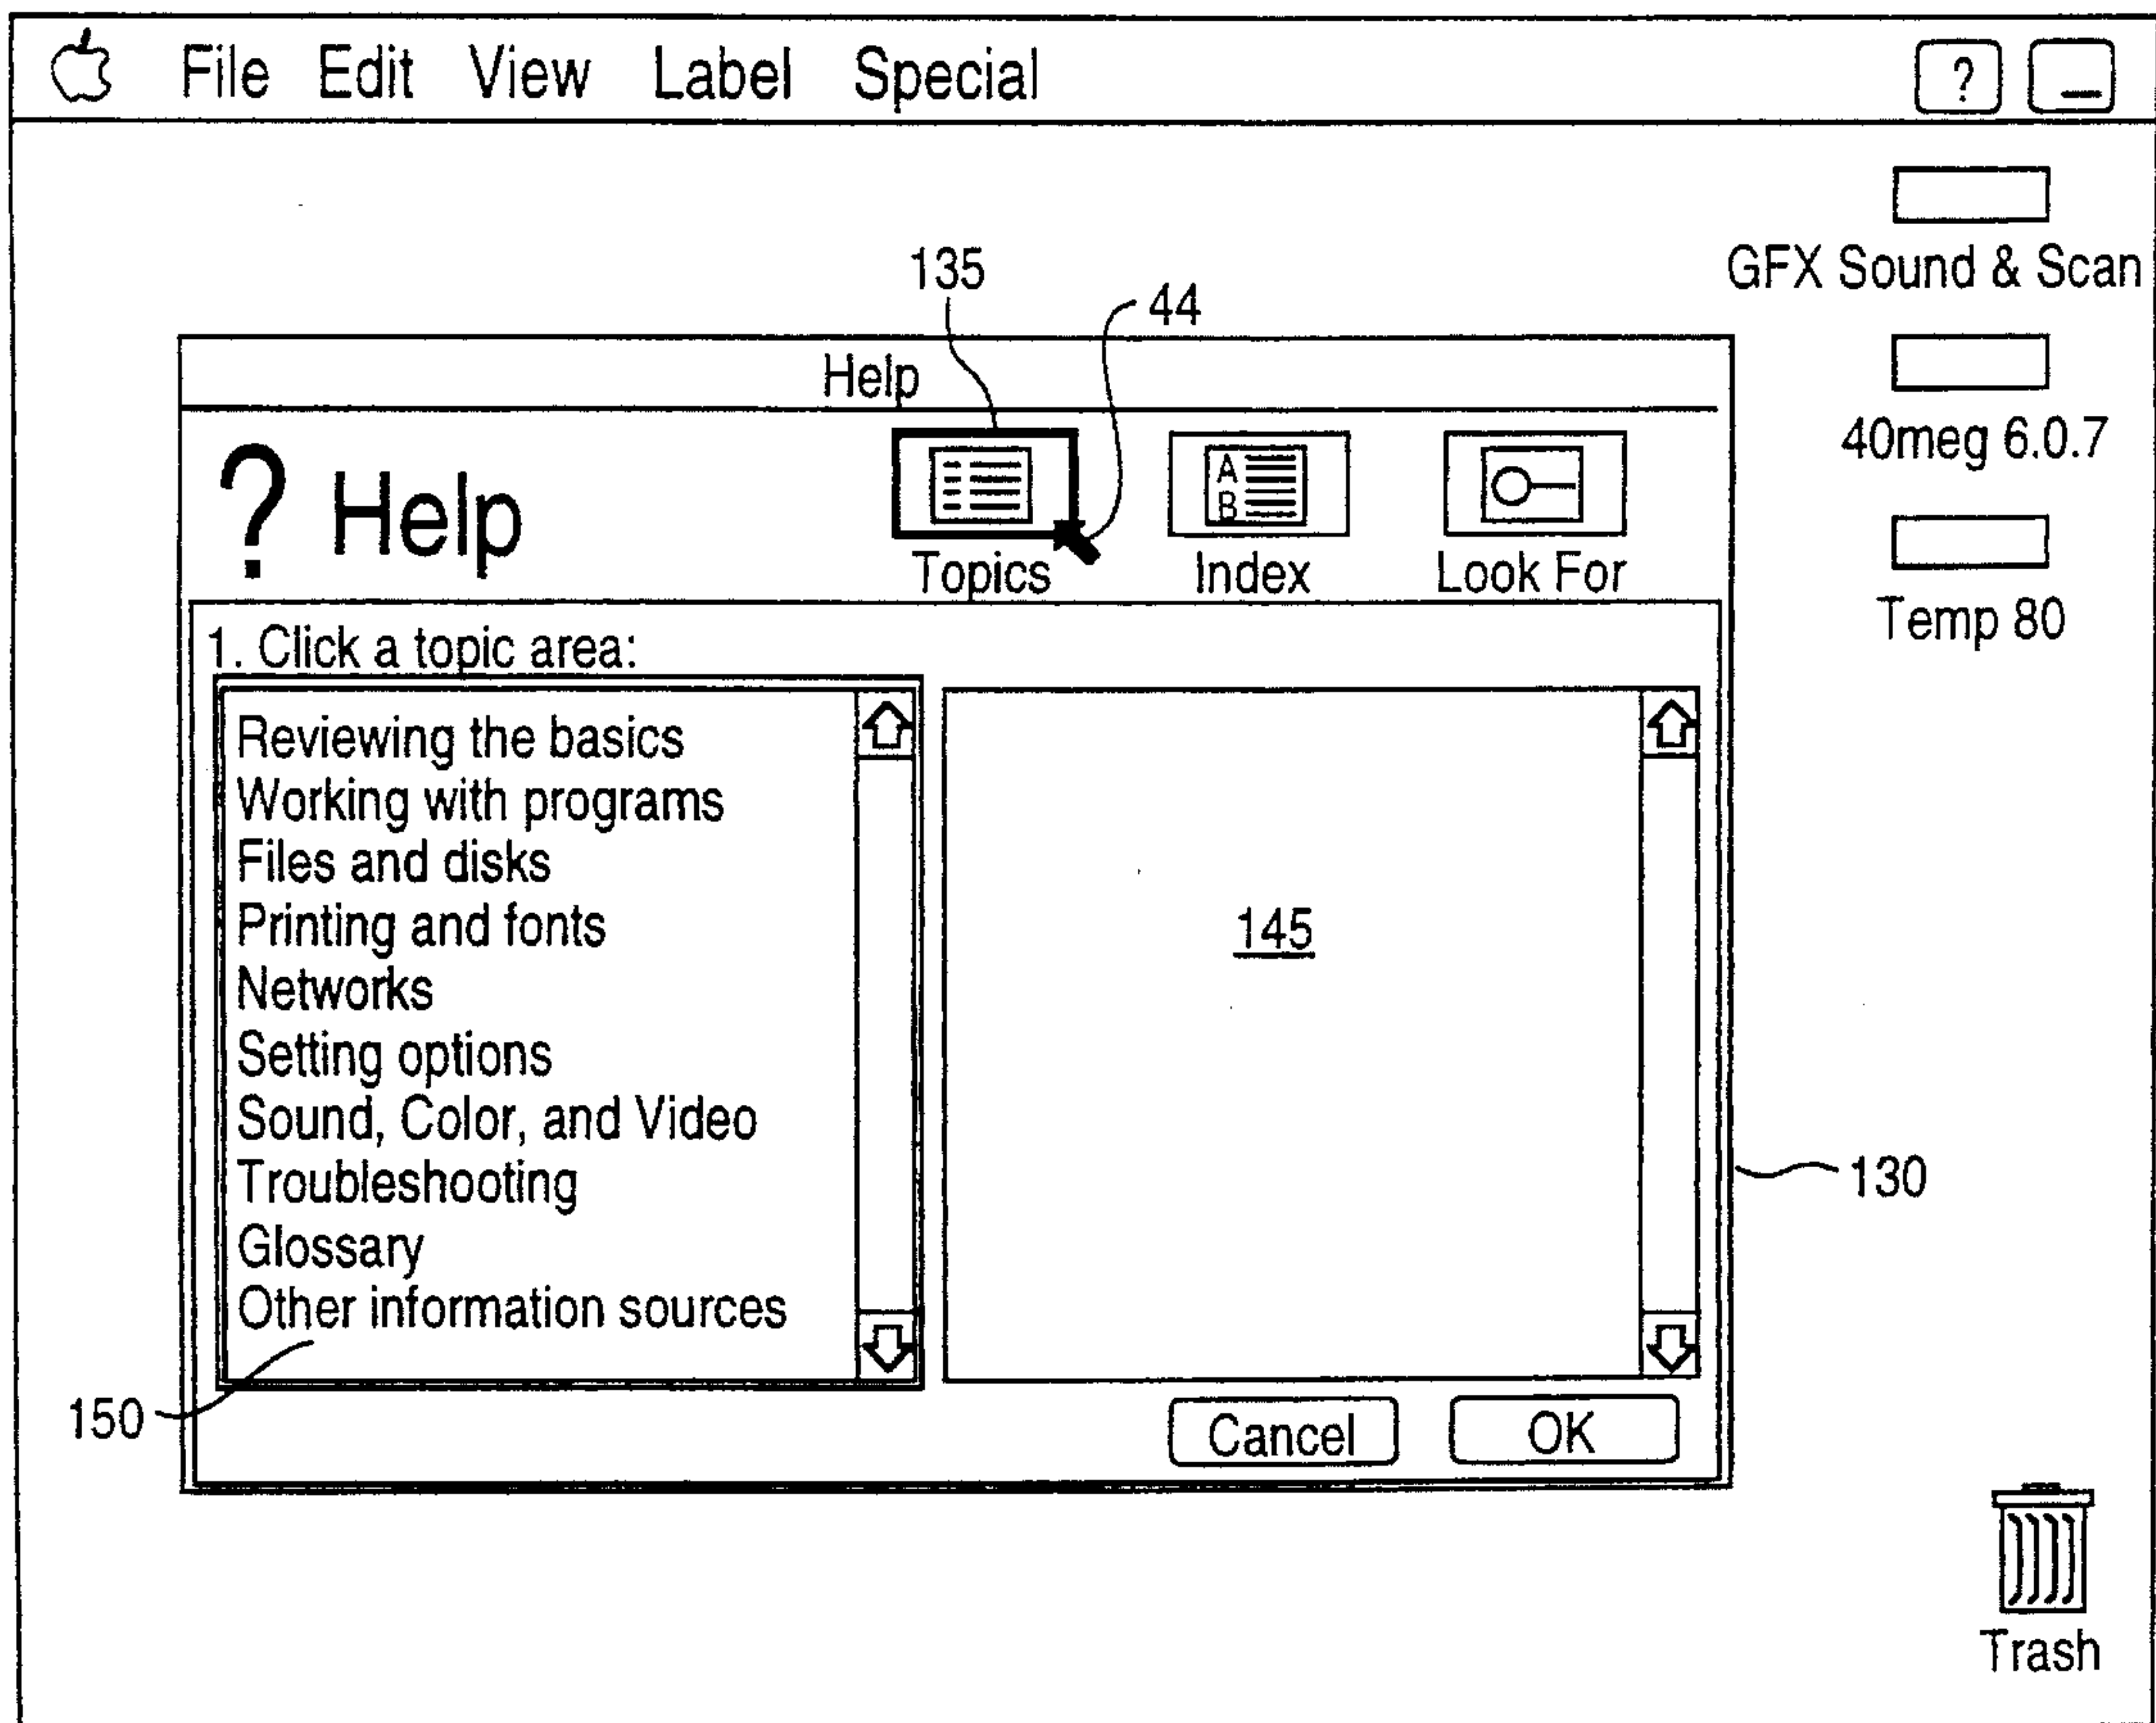 File Edit View Label Special ?
GFX Sound & Scan
135
44
Help
40meg 6.0.7
? Help
A
B
Topics Index Look For
Temp 80
1. Click a topic area:
Reviewing the basics
Working with programs
Files and disks
Printing and fonts
145
Networks
Setting options
Sound, Color, and Video
Troubleshooting
130
Glossary
Other information sources
150
Cancel OK
Trash